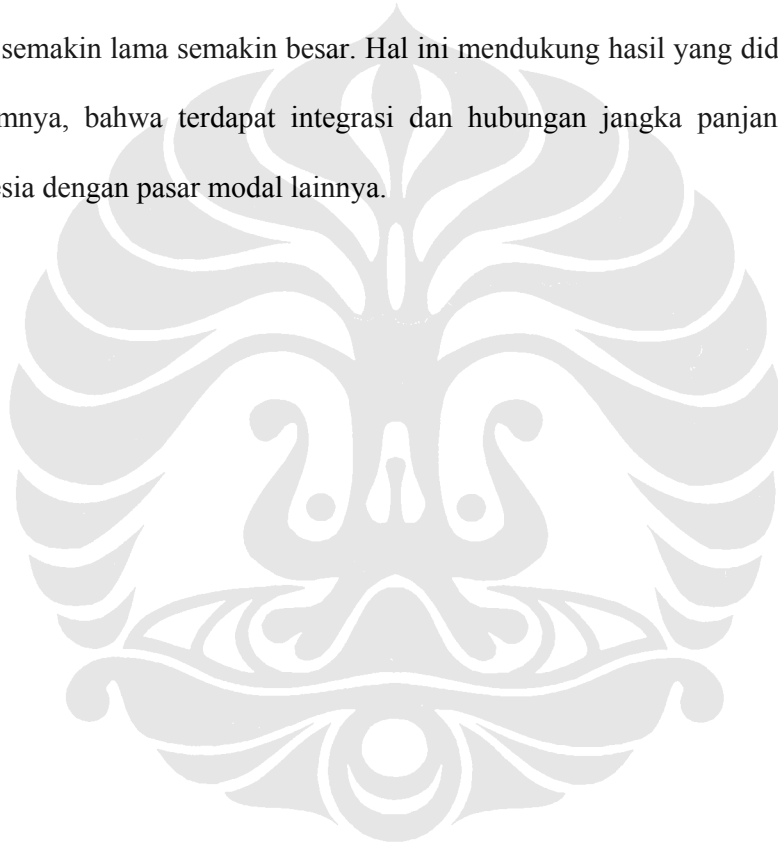 semakin lama semakin besar. Hal ini mendukung hasil yang did
mnya, bahwa terdapat integrasi dan hubungan jangka panjan
esia dengan pasar modal lainnya.